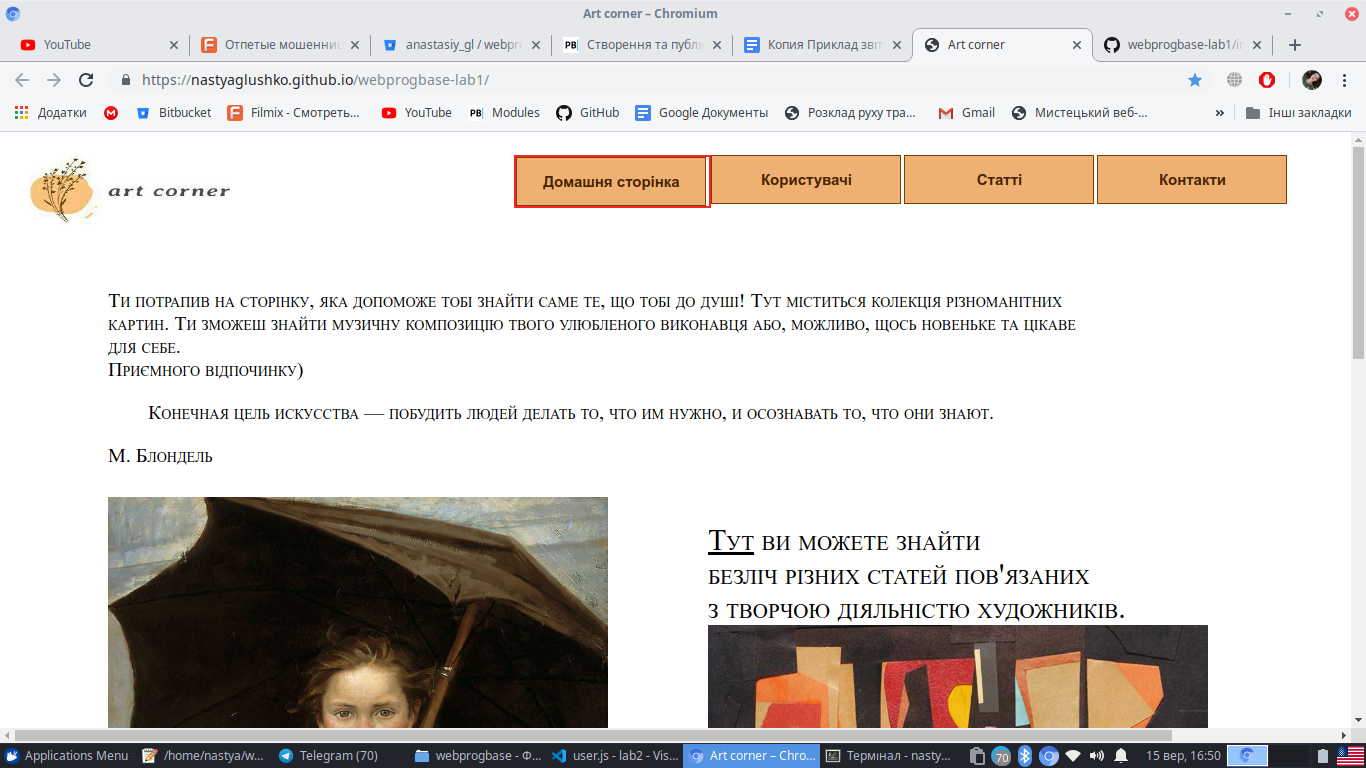 Art corner – Chromium
YouTube
Отпетые мошенни
anastasiy_gl / webpro
Створення та публі
Копия Приклад звіт
Art corner
webprogbase-lab1/in
https://nastyaglushko.github.io/webprogbase-lab1/
Додатки
Bitbucket
Filmix - Смотреть...
YouTube
Modules
GitHub
Google Документы
Розклад руху тра...
Gmail
Мистецький веб-...
»
Інші закладки
art corner
Домашня сторінка
Користувачі
Статті
Контакти
Ти потрапив на сторінку, яка допоможе тобі знайти саме те, що тобі до душі! Тут міститься колекція різноманітних
картин. Ти зможеш знайти музичну композицію твого улюбленого виконавця або, можливо, щось новеньке та цікаве
для себе.
Приємного відпочинку)
Конечная цель искусства — побудить людей делать то, что им нужно, и осознавать то, что они знают.
М. Блондель
Тут ви можете знайти
безліч різних статей пов'язаних
з творчою діяльністю художників.
Applications Menu
/home/nastya/w...
Telegram (70)
webprogbase - Ф...
user.js - lab2 - Vis...
Art corner – Chro...
Термінал - nasty...
70
15 вер, 16:50